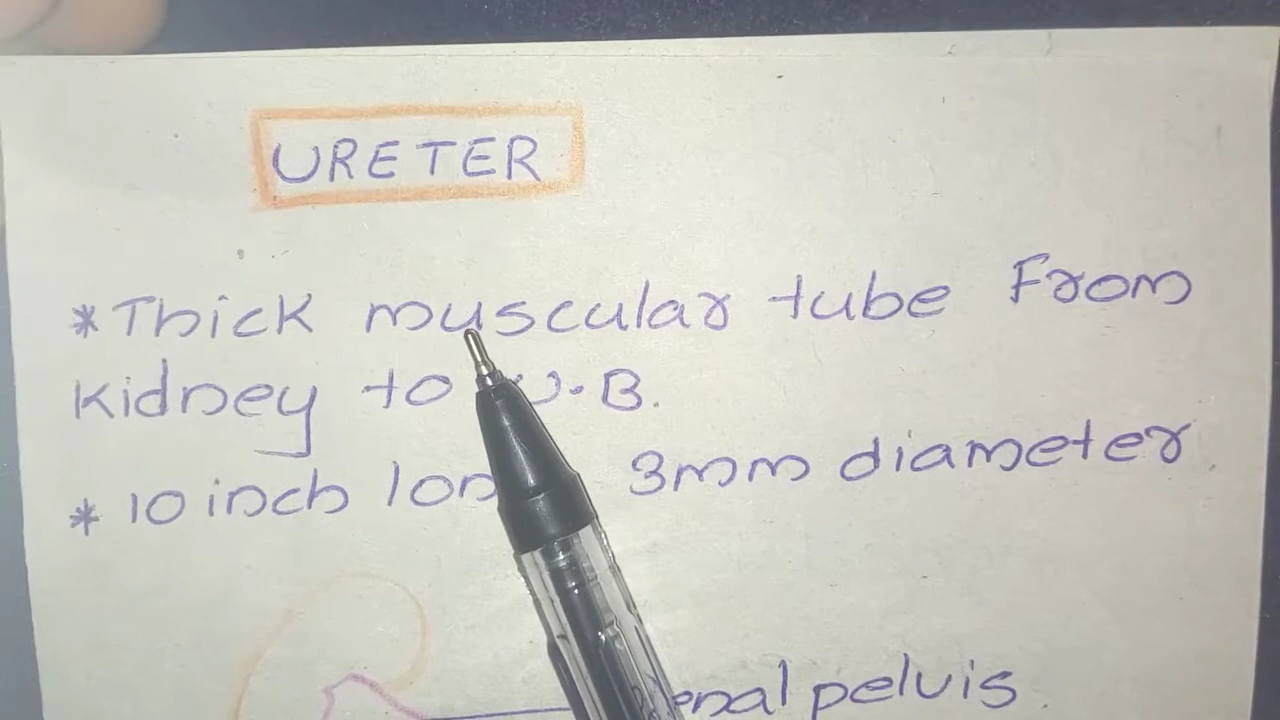 URETER
* Thick muscular tube From
kidney to U.B.
* 10 inch 3mm diameter
pelvis